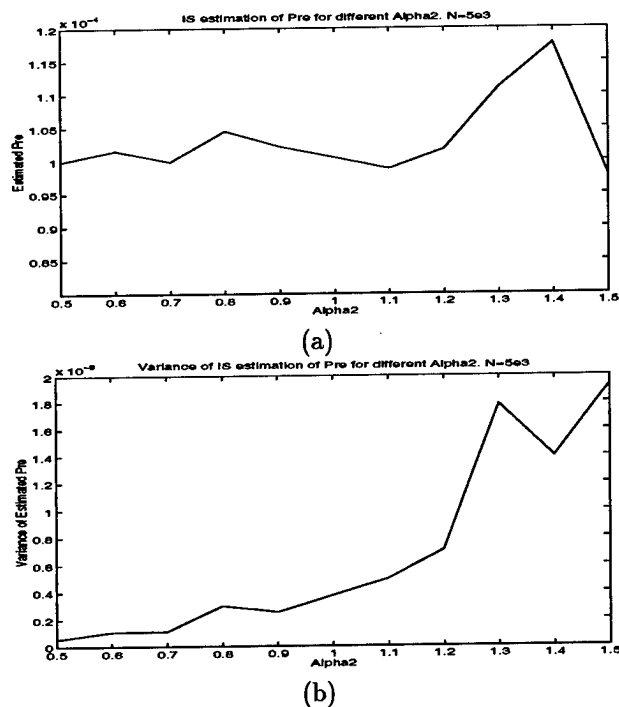 IS estimation of Pre for different Alpha2. N=5e3
x 10⁻⁴
1.2
1.15
1.1
1.05
1
0.95
0.9
0.85
Estimated Pre
0.5 0.6 0.7 0.8 0.9 1 1.1 1.2 1.3 1.4 1.5
Alpha2
(a)
Variance of IS estimation of Pre for different Alpha2. N=5e3
2
1.8
1.6
1.4
1.2
1
0.8
0.6
0.4
0.2
0
Variance of Estimated Pre
0.5 0.6 0.7 0.8 0.9 1 1.1 1.2 1.3 1.4 1.5
Alpha2
(b)